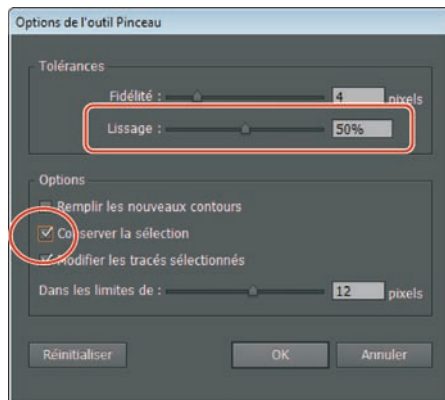 Options de l'outil Pinceau
Tolérances
Fidélité : 4 pixels
Lissage : 50%
Options
Remplir les nouveaux contours
Conserver la sélection
Modifier les tracés sélectionnés
Dans les limites de : 12 pixels
Réinitialiser OK Annuler